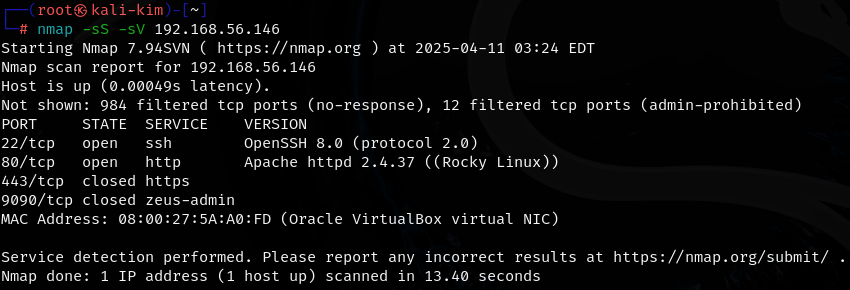 ┌──(root㉿kali-kim)-[~]
└─# nmap -sS -sV 192.168.56.146
Starting Nmap 7.94SVN ( https://nmap.org ) at 2025-04-11 03:24 EDT
Nmap scan report for 192.168.56.146
Host is up (0.00049s latency).
Not shown: 984 filtered tcp ports (no-response), 12 filtered tcp ports (admin-prohibited)
PORT     STATE  SERVICE    VERSION
22/tcp   open   ssh        OpenSSH 8.0 (protocol 2.0)
80/tcp   open   http       Apache httpd 2.4.37 ((Rocky Linux))
443/tcp  closed https
9090/tcp closed zeus-admin
MAC Address: 08:00:27:5A:A0:FD (Oracle VirtualBox virtual NIC)

Service detection performed. Please report any incorrect results at https://nmap.org/submit/ .
Nmap done: 1 IP address (1 host up) scanned in 13.40 seconds